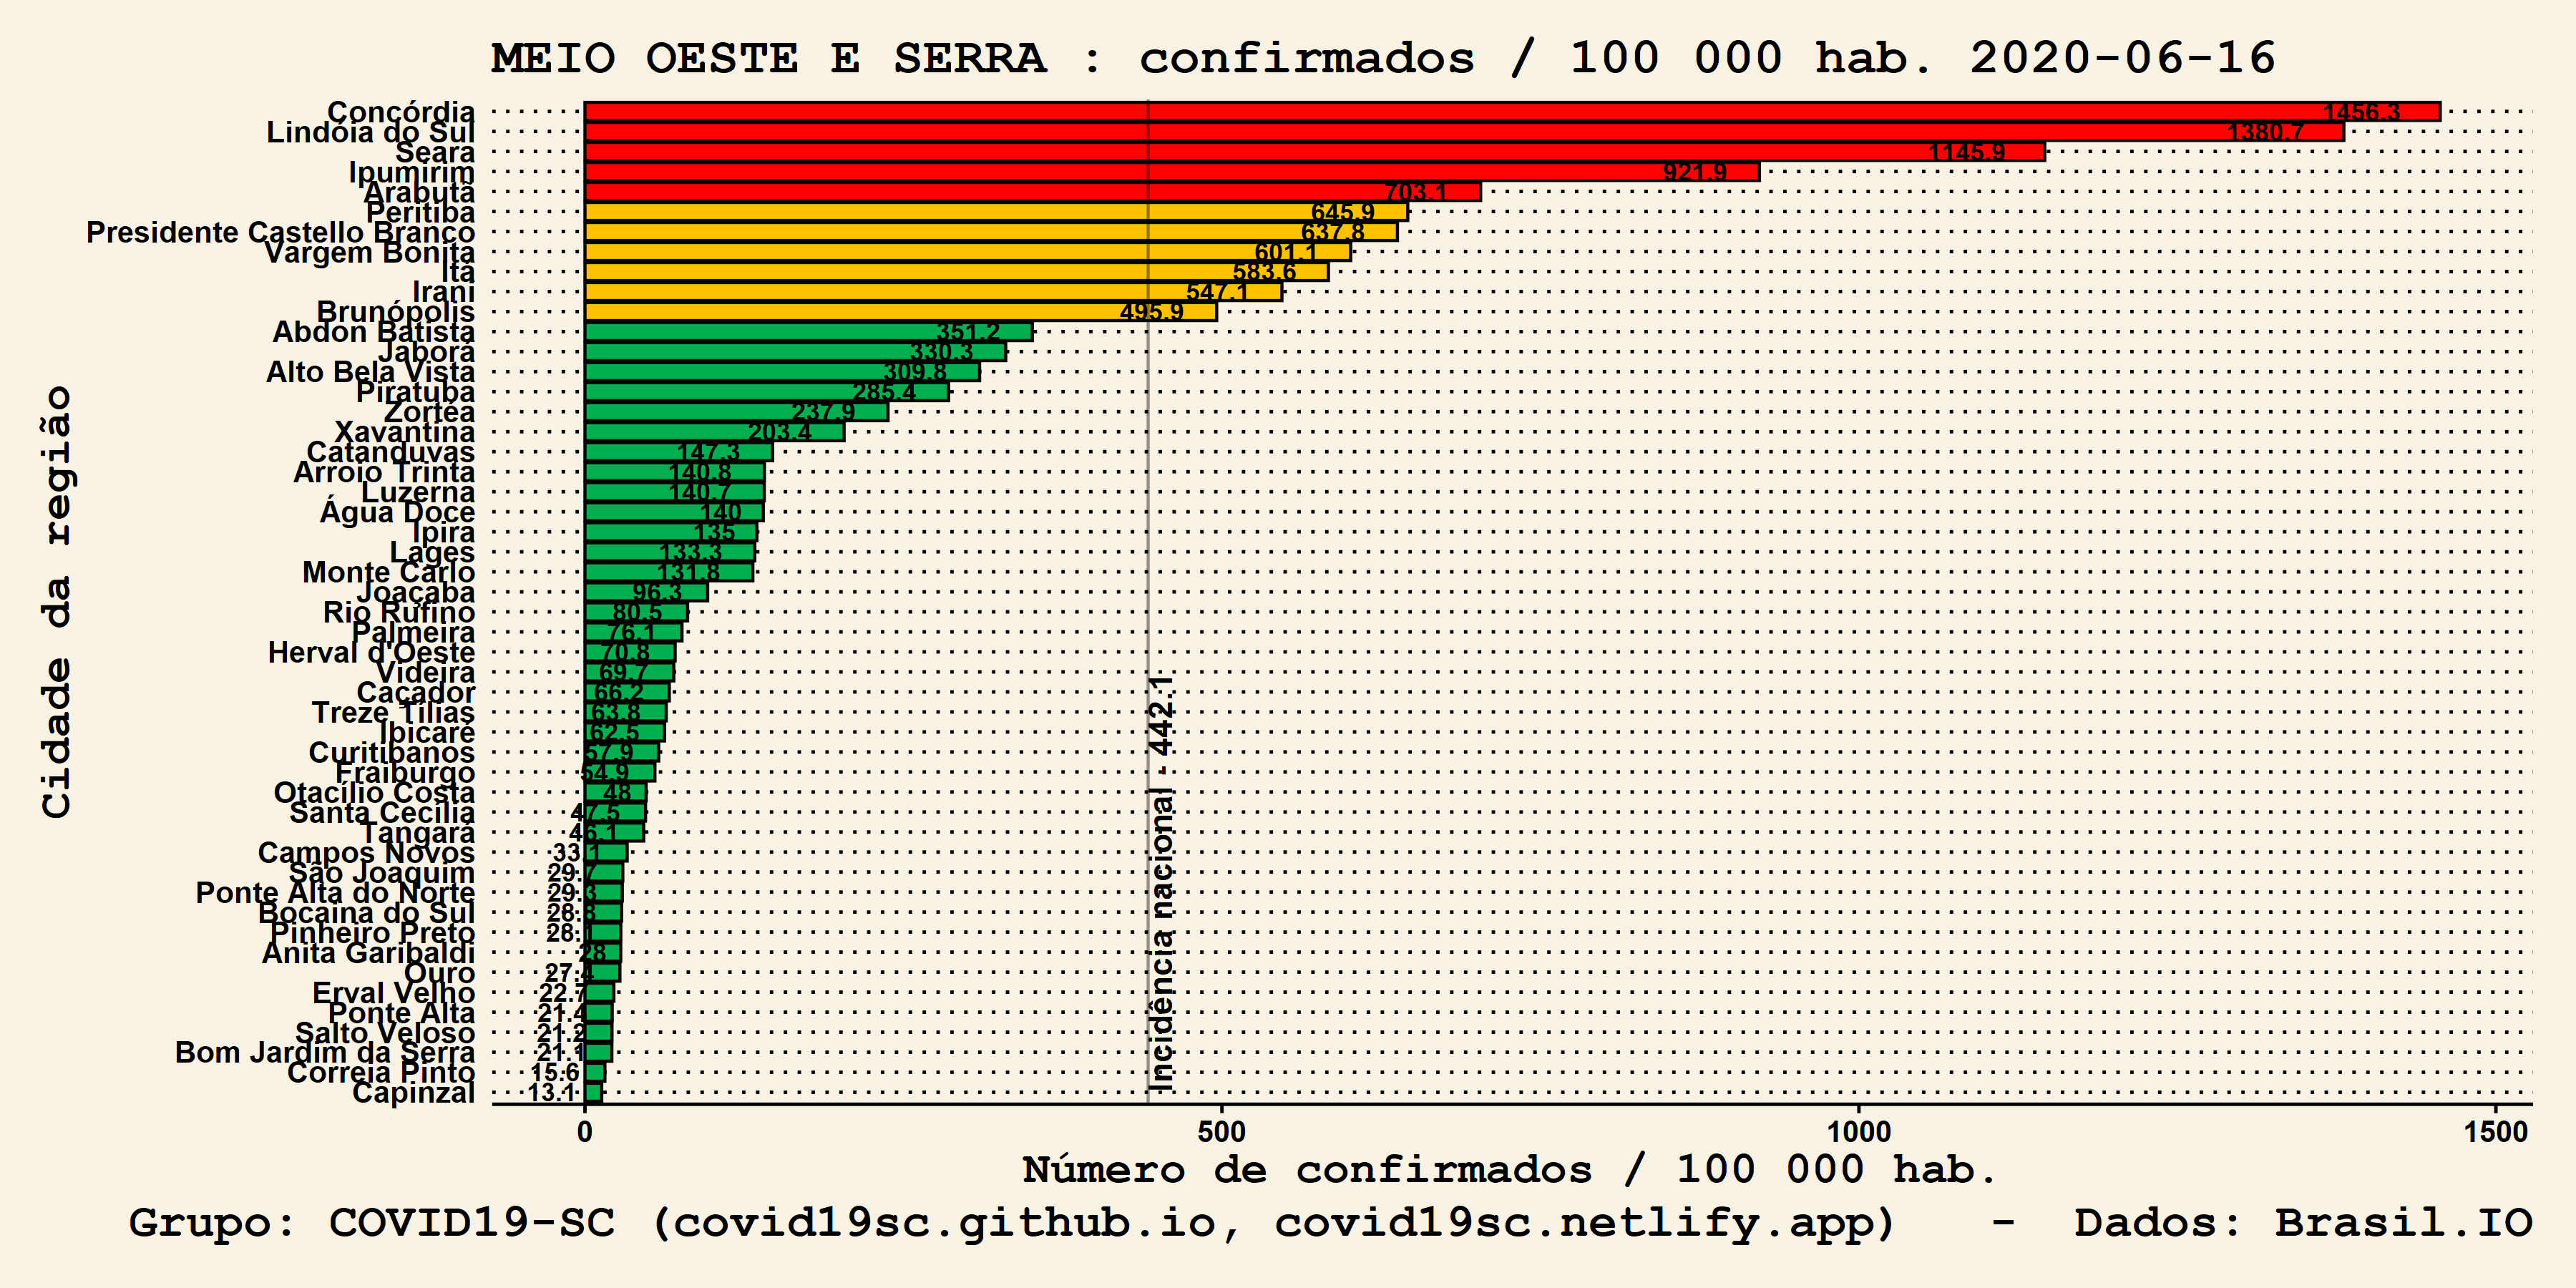 MEIO OESTE E SERRA : confirmados / 100 000 hab. 2020-06-16
Cidade da região
Concórdia 1456.3
Lindóia do Sul 1380.7
Seara 1145.9
Ipumirim 921.9
Arabutã 703.1
Peritiba 645.9
Presidente Castello Branco 637.8
Vargem Bonita 601.1
Itá 583.6
Irani 547.1
Brunópolis 495.9
Abdon Batista 351.2
Jaborá 330.3
Alto Bela Vista 309.8
Piratuba 285.4
Zortéa 237.9
Xavantina 203.4
Catanduvas 147.3
Arroio Trinta 140.8
Luzerna 140.7
Água Doce 140
Ipira 135
Lages 133.3
Monte Carlo 131.8
Joaçaba 96.3
Rio Rufino 80.5
Palmeira 76.1
Herval d'Oeste 70.8
Videira 69.7
Caçador 66.2
Treze Tílias 63.8
Ibicaré 62.5
Curitibanos 57.9
Fraiburgo 54.9
Otacílio Costa 48
Santa Cecília 47.5
Tangará 46.1
Campos Novos 33.1
São Joaquim 29.7
Ponte Alta do Norte 29.3
Bocaina do Sul 28.8
Pinheiro Preto 28.
Anita Garibaldi 28
Ouro 27.4
Erval Velho 22.7
Ponte Alta 21.4
Salto Veloso 21.2
Bom Jardim da Serra 21.1
Correia Pinto 15.6
Capinzal 13.1
Incidência nacional - 442.1
0 500 1000 1500
Número de confirmados / 100 000 hab.
Grupo: COVID19-SC (covid19sc.github.io, covid19sc.netlify.app) - Dados: Brasil.IO